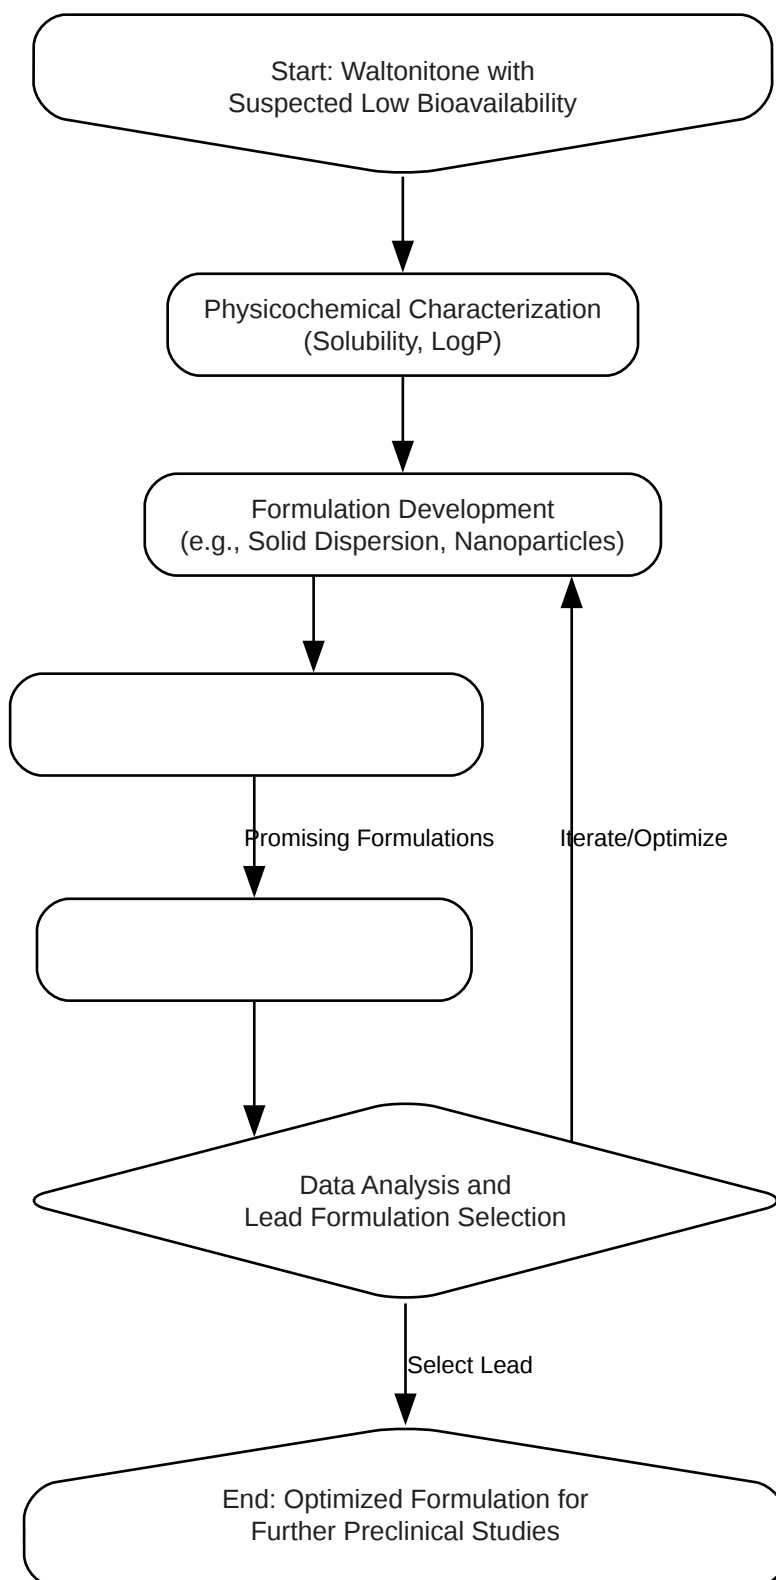 Start: Waltonitone with
Suspected Low Bioavailability
Physicochemical Characterization
(Solubility, LogP)
Formulation Development
(e.g., Solid Dispersion, Nanoparticles)
Promising Formulations
Iterate/Optimize
Data Analysis and
Lead Formulation Selection
Select Lead
End: Optimized Formulation for
Further Preclinical Studies